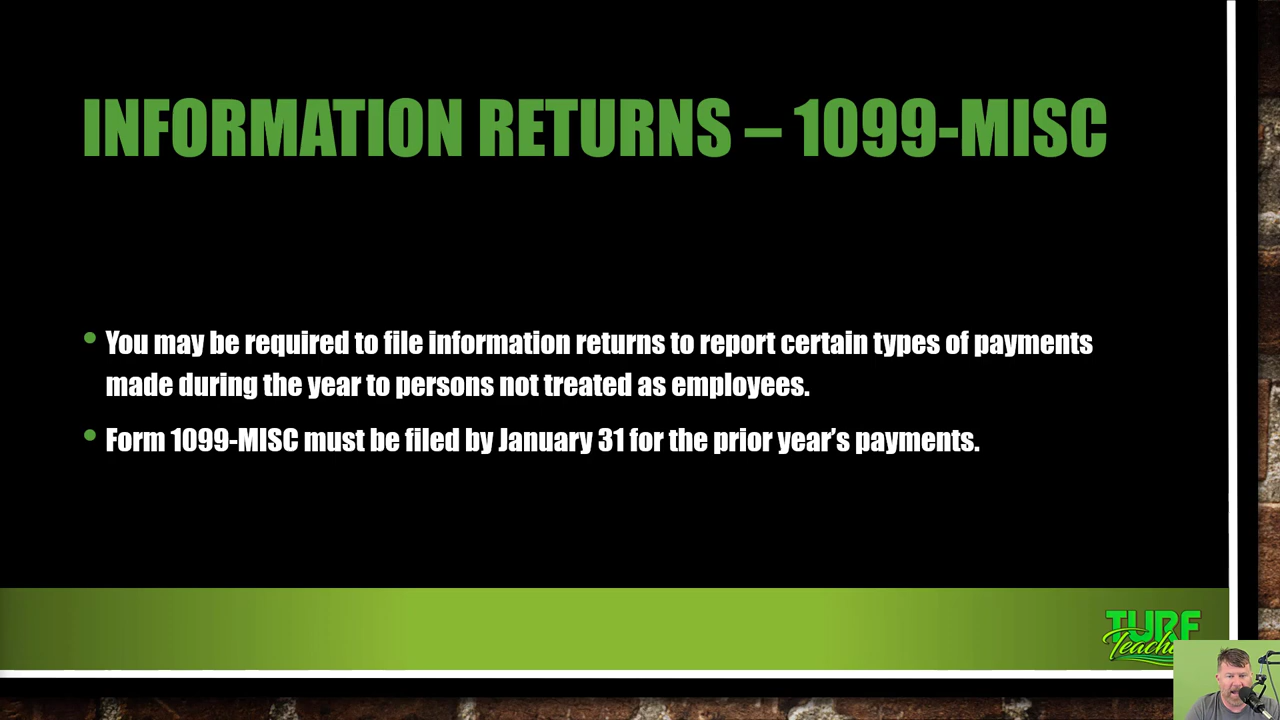 INFORMATION RETURNS – 1099-MISC
• You may be required to file information returns to report certain types of payments
made during the year to persons not treated as employees.
• Form 1099-MISC must be filed by January 31 for the prior year’s payments.
TURF